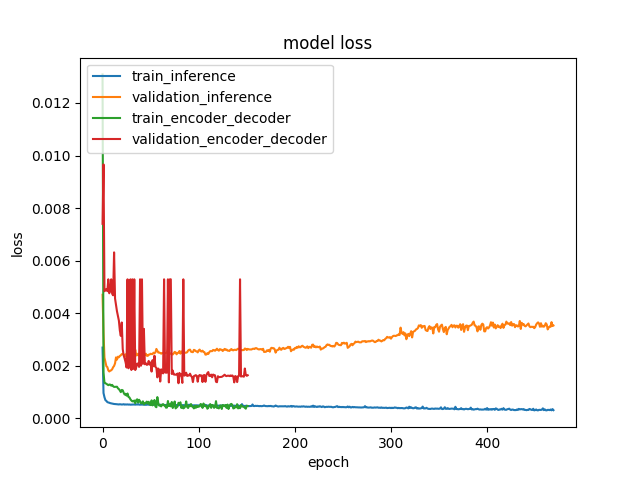 model loss
train_inference
validation_inference
train_encoder_decoder
validation_encoder_decoder
0.012
0.010
0.008
0.006
0.004
0.002
0.000
loss
0 100 200 300 400
epoch